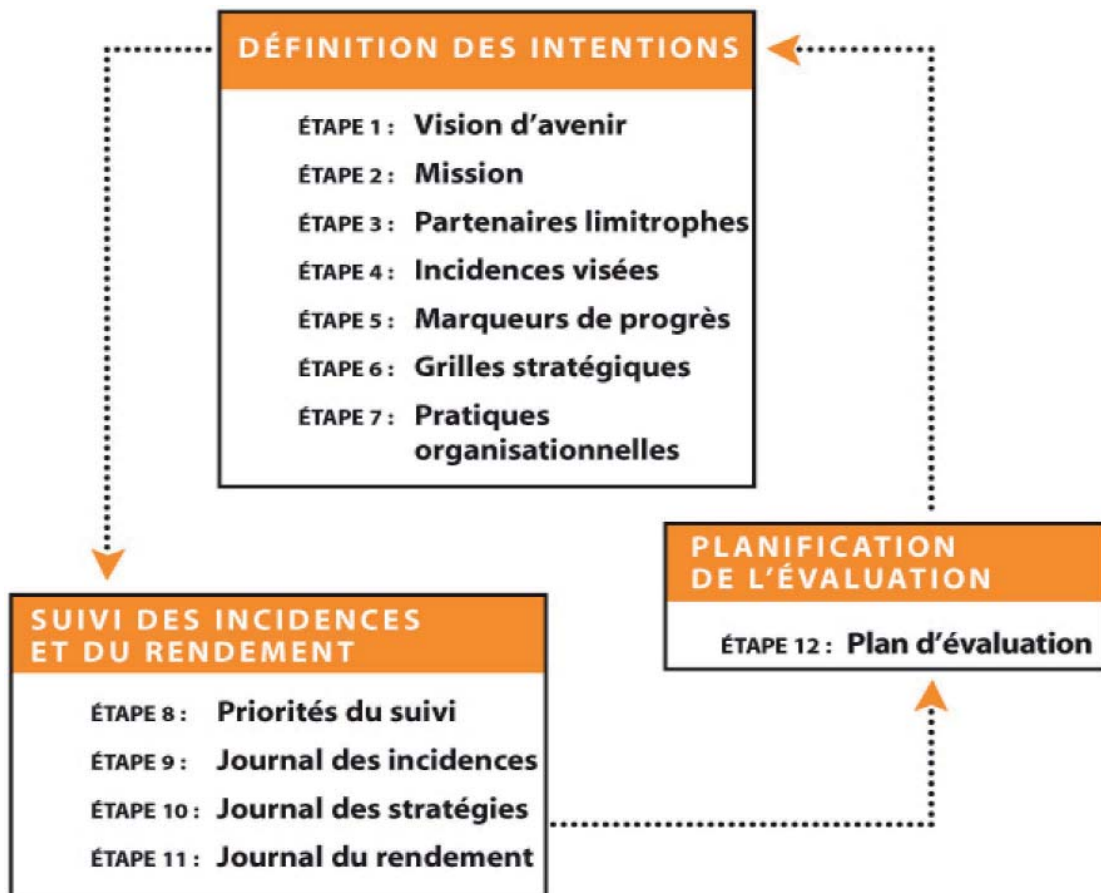 DÉFINITION DES INTENTIONS
ÉTAPE 1 : Vision d’avenir
ÉTAPE 2 : Mission
ÉTAPE 3 : Partenaires limitrophes
ÉTAPE 4 : Incidences visées
ÉTAPE 5 : Marqueurs de progrès
ÉTAPE 6 : Grilles stratégiques
ÉTAPE 7 : Pratiques
organisationnelles
SUIVI DES INCIDENCES
ET DU RENDEMENT
ÉTAPE 8 : Priorités du suivi
ÉTAPE 9 : Journal des incidences
ÉTAPE 10 : Journal des stratégies
ÉTAPE 11 : Journal du rendement
PLANIFICATION
DE L’ÉVALUATION
ÉTAPE 12 : Plan d’évaluation